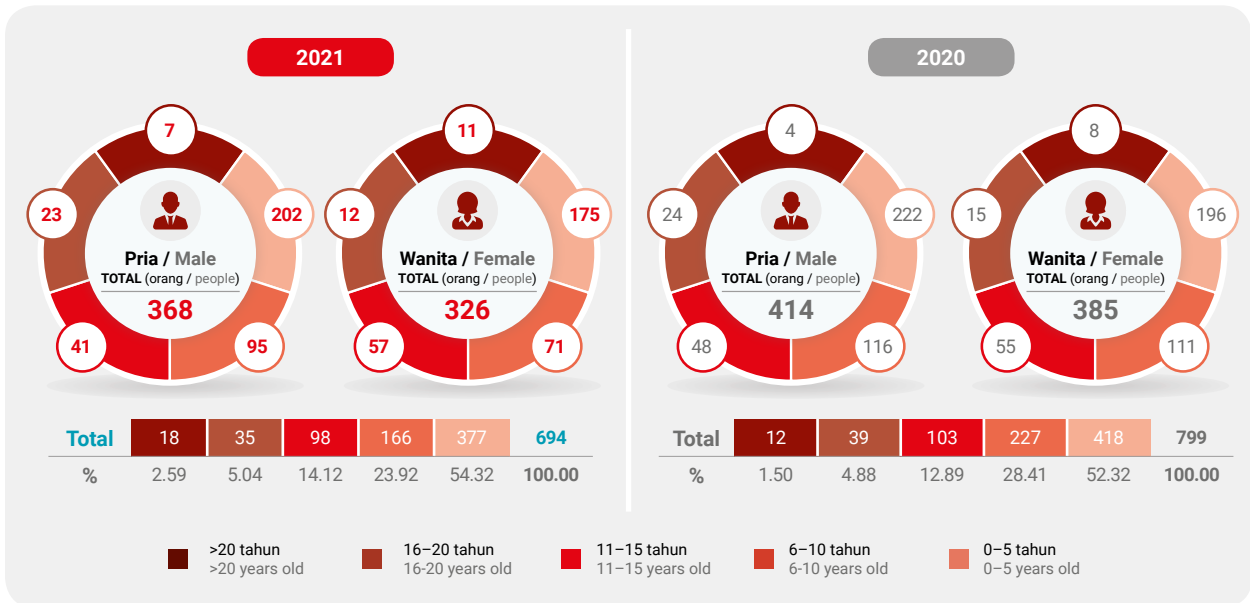 2021
7
23
202
Pria / Male
TOTAL (orang / people)
368
41
95
11
12
175
Wanita / Female
TOTAL (orang / people)
326
57
71
Total 18 35 98 166 377 694
% 2.59 5.04 14.12 23.92 54.32 100.00
2020
4
24
222
Pria / Male
TOTAL (orang / people)
414
48
116
8
15
196
Wanita / Female
TOTAL (orang / people)
385
55
111
Total 12 39 103 227 418 799
% 1.50 4.88 12.89 28.41 52.32 100.00
>20 tahun
>20 years old
16–20 tahun
16-20 years old
11–15 tahun
11–15 years old
6–10 tahun
6-10 years old
0–5 tahun
0–5 years old